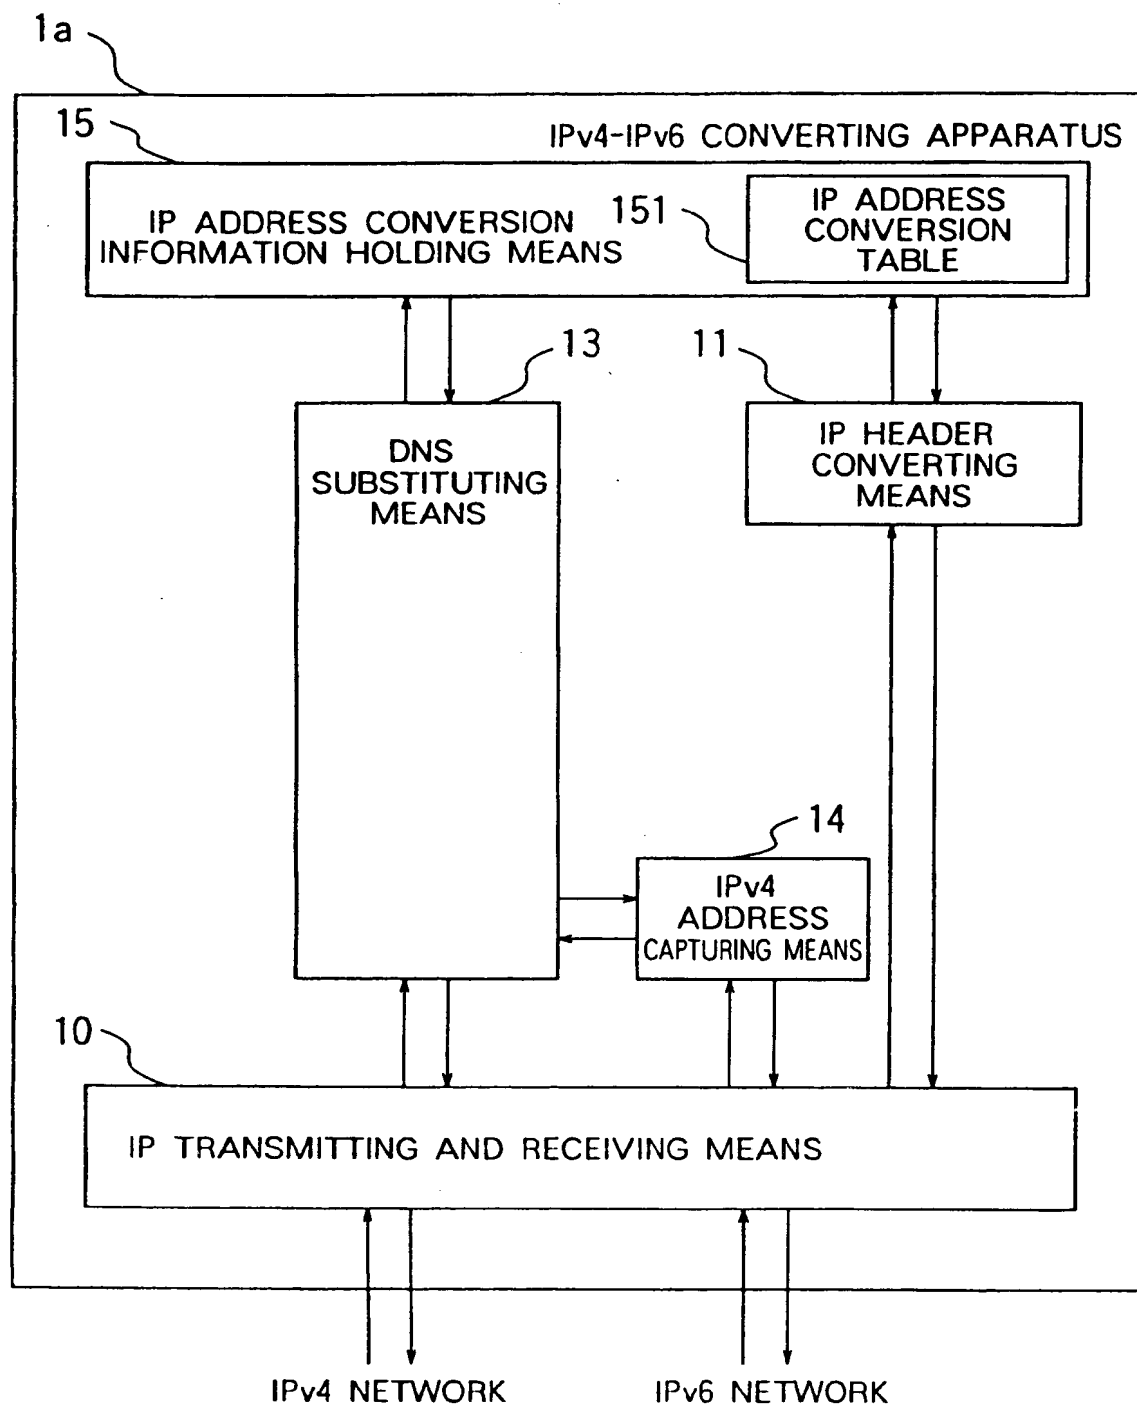 1a
15
IPv4-IPv6 CONVERTING APPARATUS
IP ADDRESS CONVERSION
INFORMATION HOLDING MEANS
151
IP ADDRESS
CONVERSION
TABLE
13
11
DNS
SUBSTITUTING
MEANS
IP HEADER
CONVERTING
MEANS
14
IPv4
ADDRESS
CAPTURING MEANS
10
IP TRANSMITTING AND RECEIVING MEANS
IPv4 NETWORK
IPv6 NETWORK